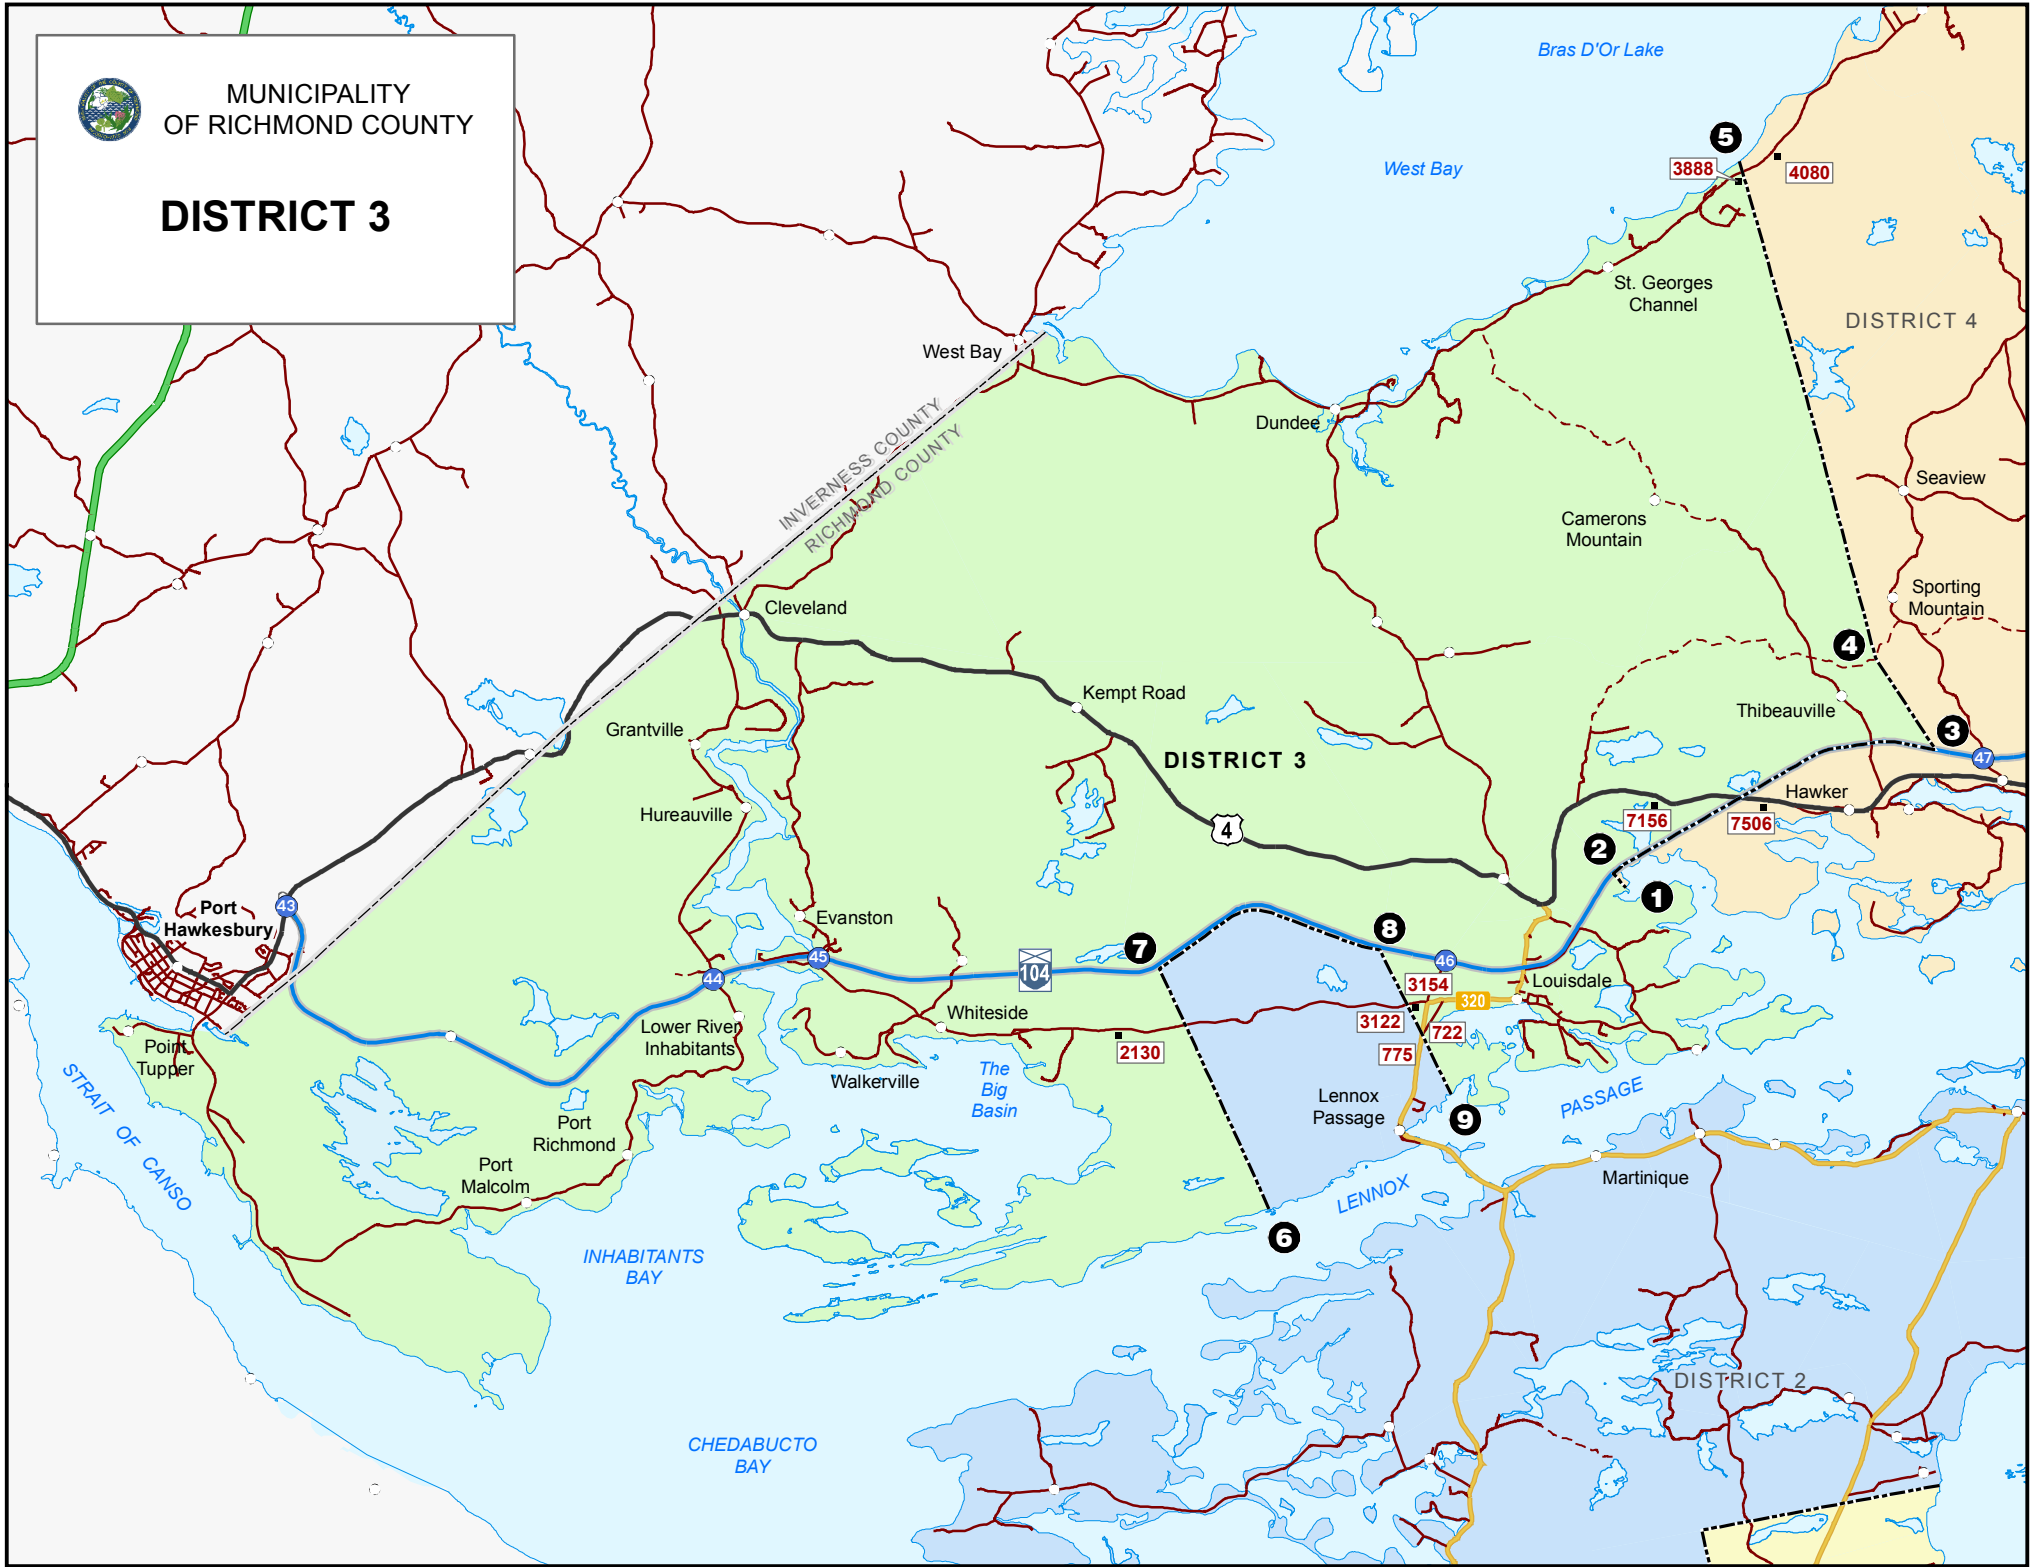 MUNICIPALITY
OF RICHMOND COUNTY
DISTRICT 3
Bras D'Or Lake
West Bay
5
3888
4080
St. Georges
Channel
DISTRICT 4
West Bay
INVERNESS COUNTY
RICHMOND COUNTY
Dundee
Seaview
Camerons
Mountain
Sporting
Mountain
Cleveland
4
Kempt Road
Thibeauville
Grantville
3
DISTRICT 3
47
Hureauville
Hawker
4
7156
7506
2
1
Port
Hawkesbury
43
Evanston
45
44
104
7
8
46
3154
Louisdale
320
Whiteside
Lower River
Inhabitants
3122
722
2130
775
Point
Tupper
Walkerville
The
Big
Basin
STRAIT OF CANSO
Lennox
Passage
9
PASSAGE
Port
Richmond
Port
Malcolm
LENNOX
Martinique
6
INHABITANTS
BAY
DISTRICT 2
CHEDABUCTO
BAY